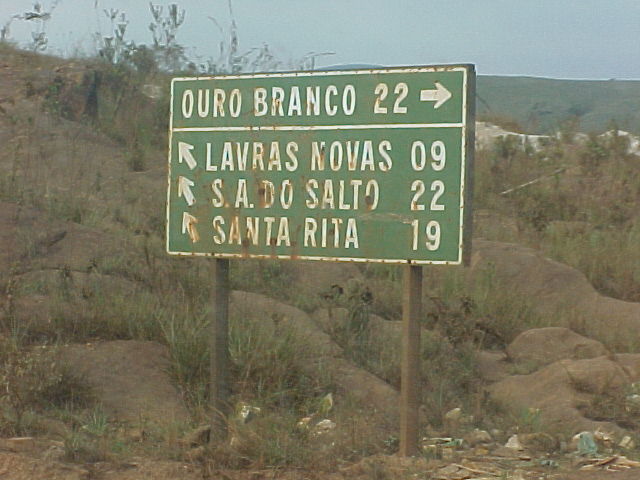 OURO BRANCO 22 →
↖ LAVRAS NOVAS 09
↖ S.A. DO SALTO 22
↖ SANTA RITA 19